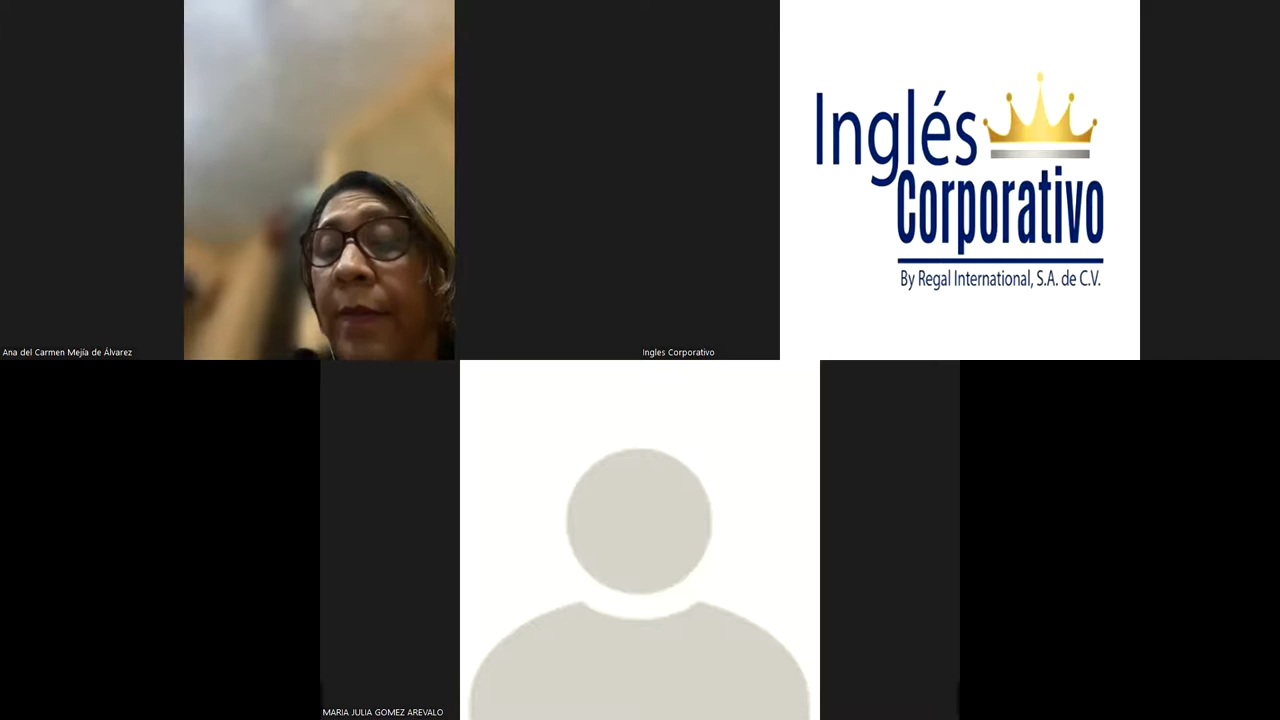 Inglés
Corporativo
By Regal International, S.A. de C.V.
Ana del Carmen Mejía de Álvarez
Ingles Corporativo
MARIA JULIA GOMEZ AREVALO